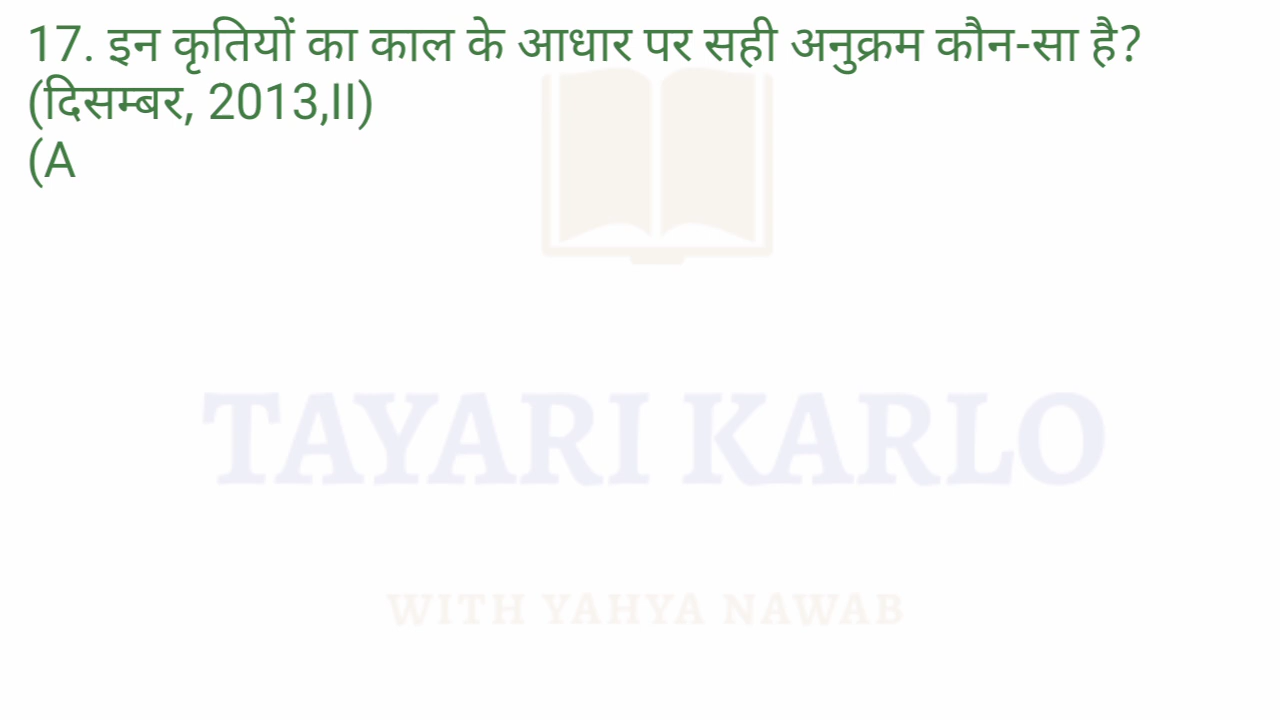 17. इन कृतियों का काल के आधार पर सही अनुक्रम कौन-सा है?
(दिसम्बर, 2013,II)
(A
TAYARI KARLO
WITH YAHYA NAWAB